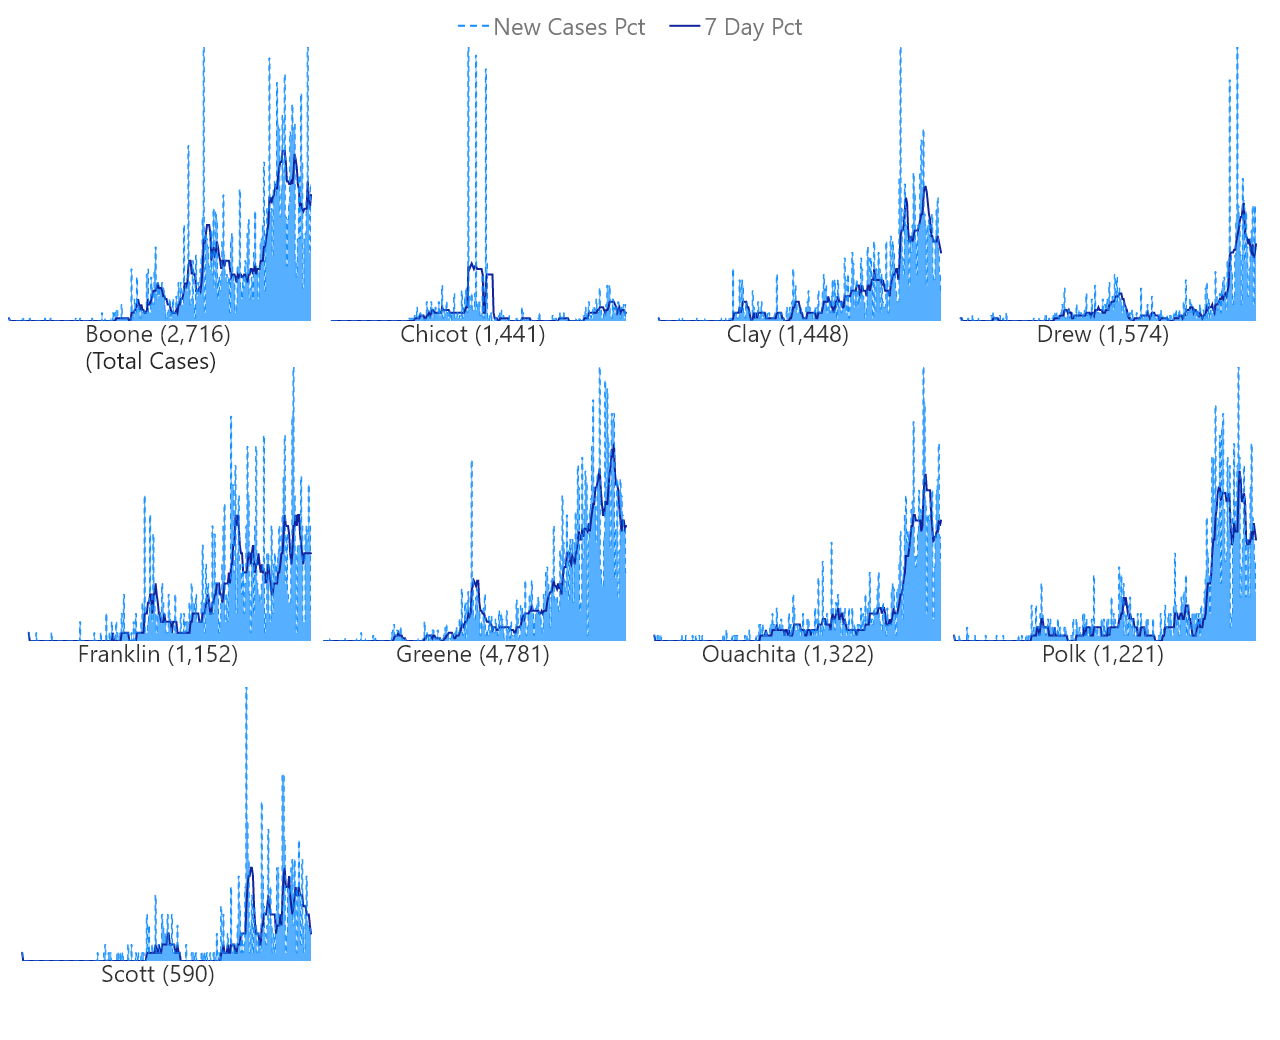 New Cases Pct 7 Day Pct
Boone (2,716)
(Total Cases)
Chicot (1,441)
Clay (1,448)
Drew (1,574)
Franklin (1,152)
Greene (4,781)
Ouachita (1,322)
Polk (1,221)
Scott (590)